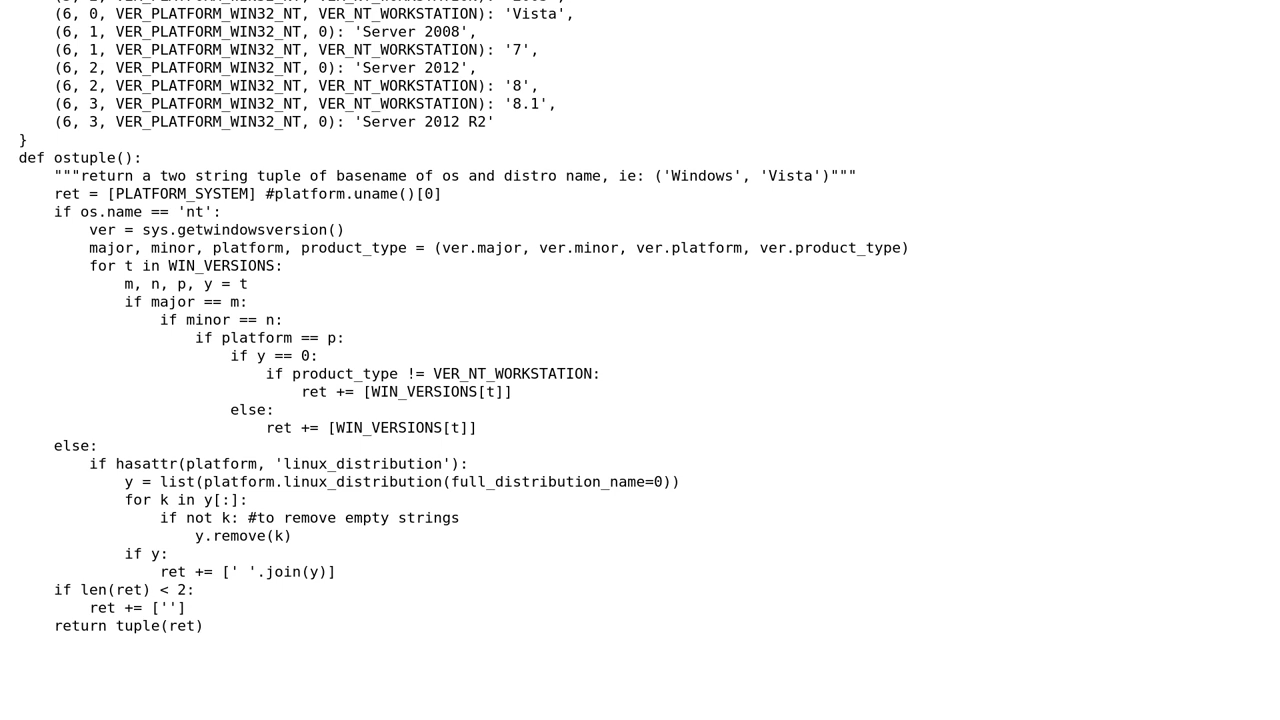 (6, 0, VER_PLATFORM_WIN32_NT, VER_NT_WORKSTATION): 'Vista',
    (6, 1, VER_PLATFORM_WIN32_NT, 0): 'Server 2008',
    (6, 1, VER_PLATFORM_WIN32_NT, VER_NT_WORKSTATION): '7',
    (6, 2, VER_PLATFORM_WIN32_NT, 0): 'Server 2012',
    (6, 2, VER_PLATFORM_WIN32_NT, VER_NT_WORKSTATION): '8',
    (6, 3, VER_PLATFORM_WIN32_NT, VER_NT_WORKSTATION): '8.1',
    (6, 3, VER_PLATFORM_WIN32_NT, 0): 'Server 2012 R2'
}
def ostuple():
    """return a two string tuple of basename of os and distro name, ie: ('Windows', 'Vista')"""
    ret = [PLATFORM_SYSTEM] #platform.uname()[0]
    if os.name == 'nt':
        ver = sys.getwindowsversion()
        major, minor, platform, product_type = (ver.major, ver.minor, ver.platform, ver.product_type)
        for t in WIN_VERSIONS:
            m, n, p, y = t
            if major == m:
                if minor == n:
                    if platform == p:
                        if y == 0:
                            if product_type != VER_NT_WORKSTATION:
                                ret += [WIN_VERSIONS[t]]
                        else:
                            ret += [WIN_VERSIONS[t]]
    else:
        if hasattr(platform, 'linux_distribution'):
            y = list(platform.linux_distribution(full_distribution_name=0))
            for k in y[:]:
                if not k: #to remove empty strings
                    y.remove(k)
            if y:
                ret += [' '.join(y)]
    if len(ret) < 2:
        ret += ['']
    return tuple(ret)